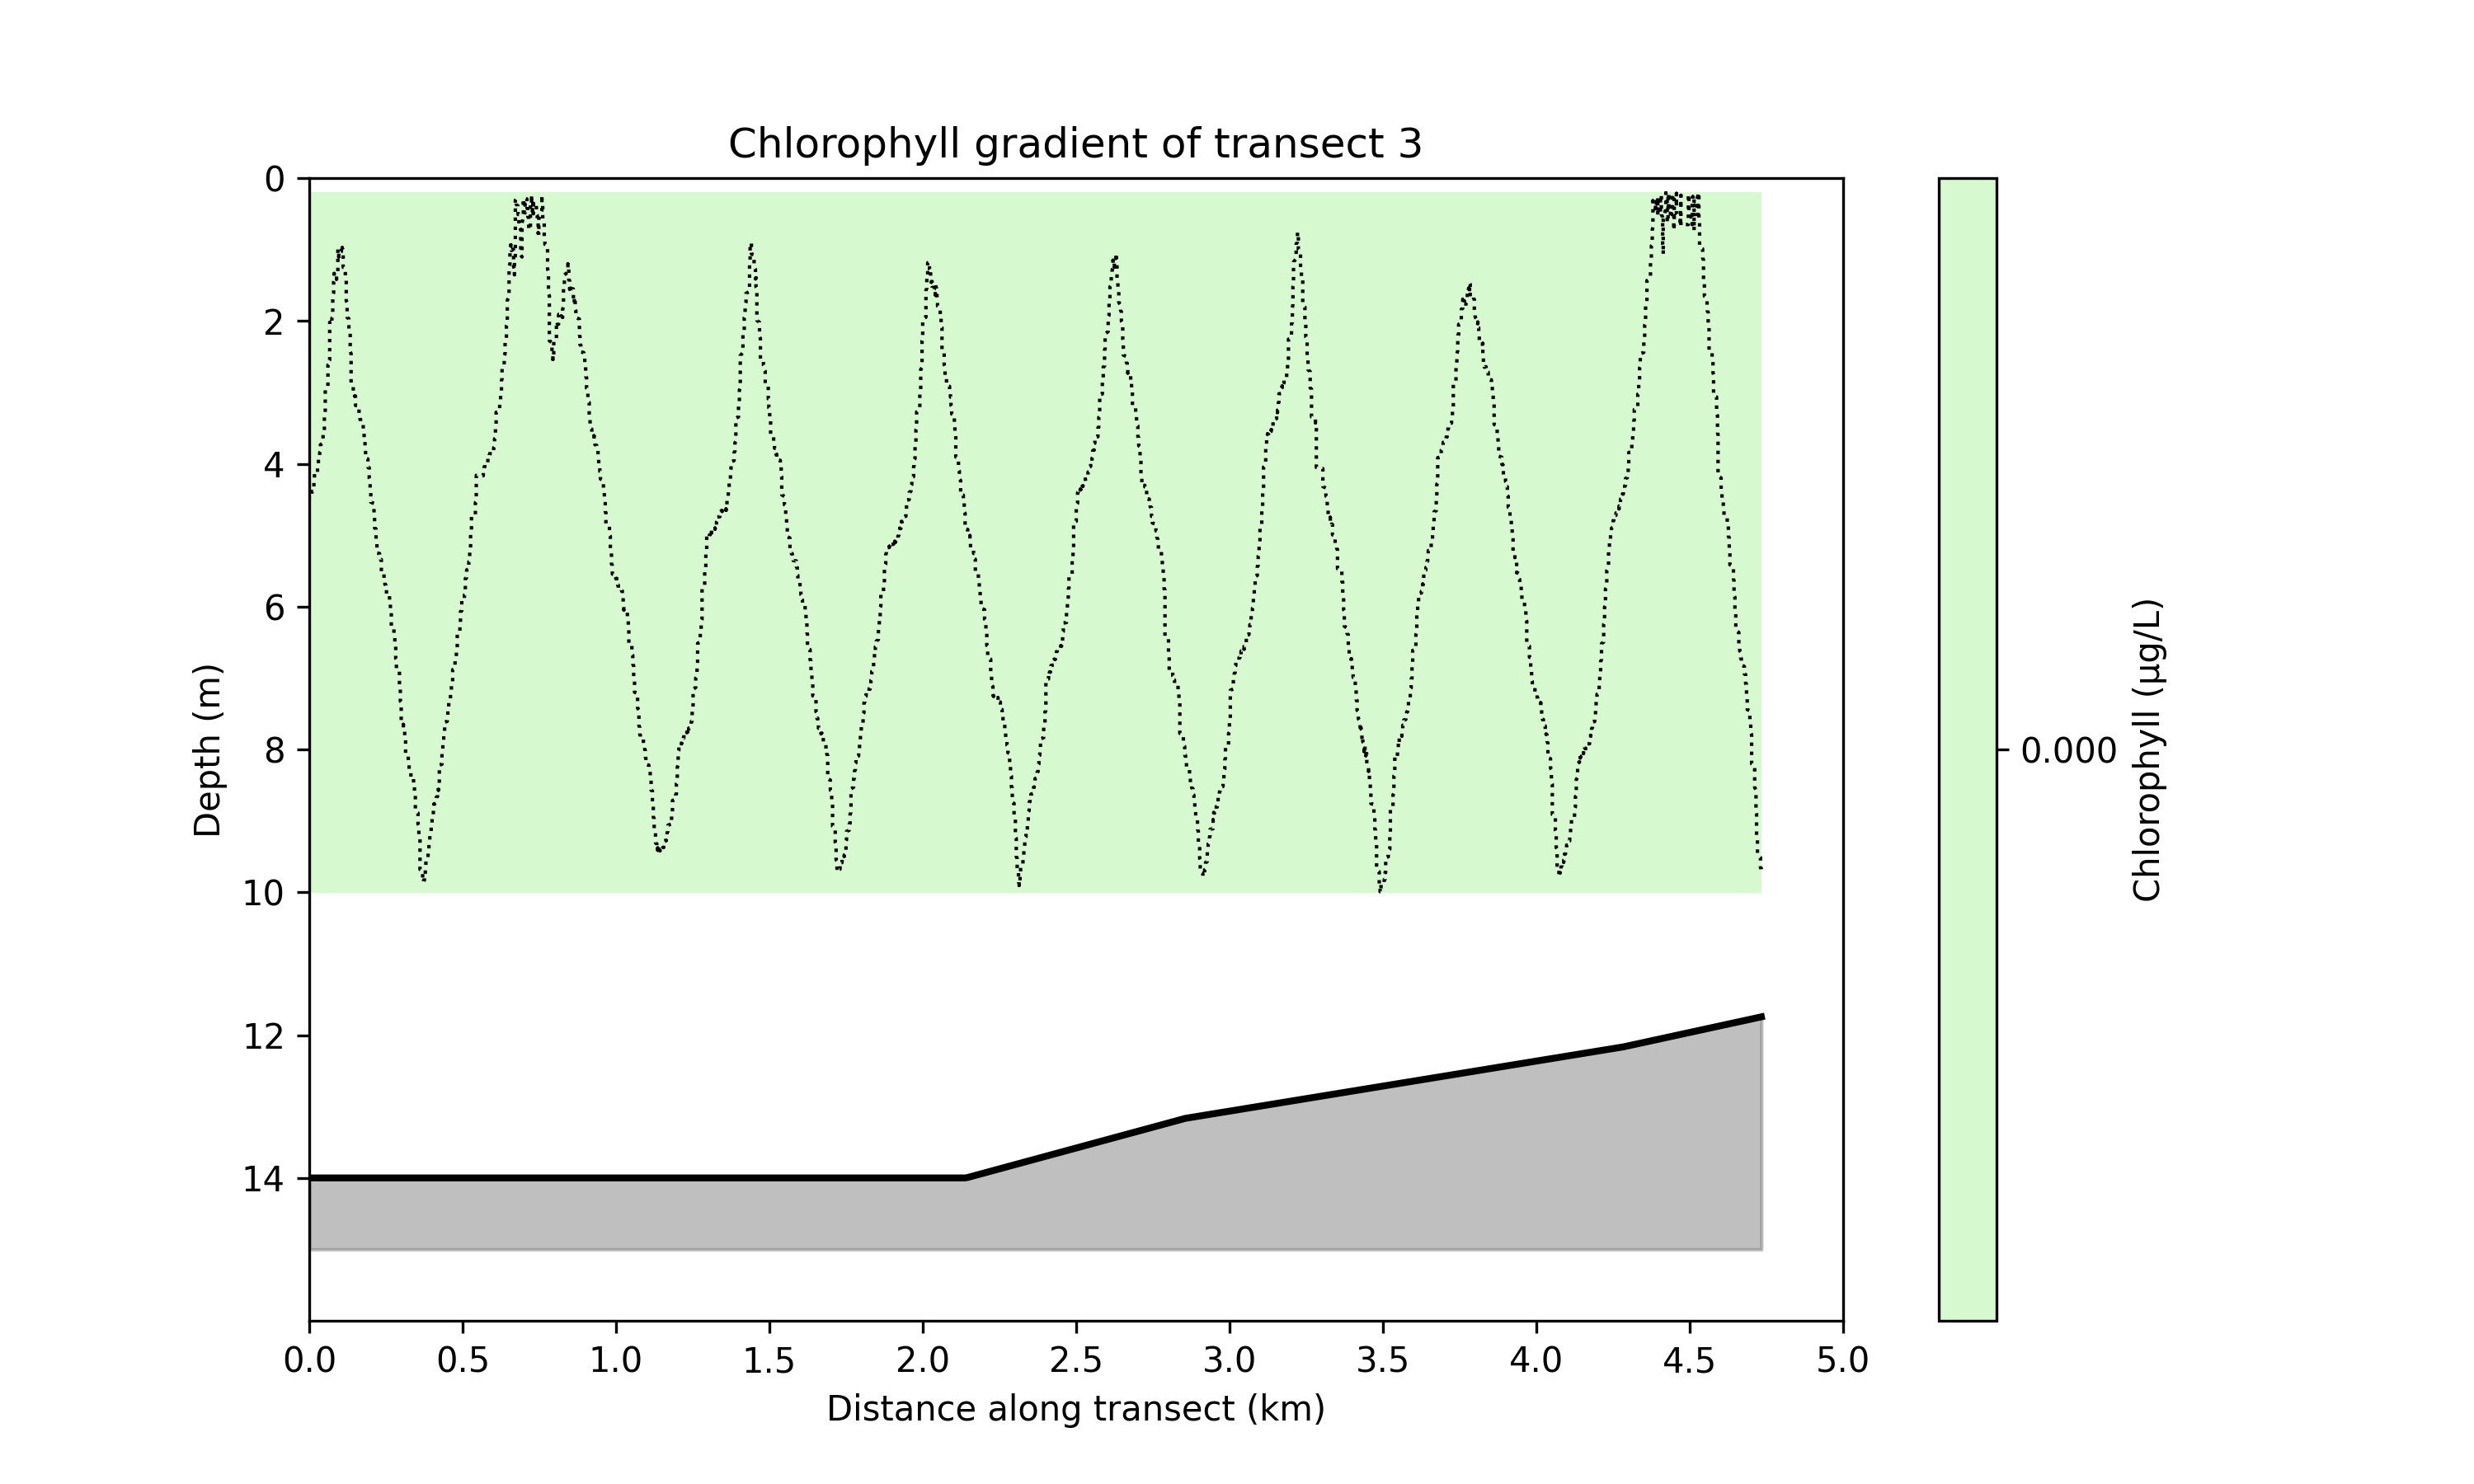 Chlorophyll gradient of transect 3
0
2
4
6
8
10
12
14
Depth (m)
0.0 0.5 1.0 1.5 2.0 2.5 3.0 3.5 4.0 4.5 5.0
Distance along transect (km)
0.000
Chlorophyll (µg/L)